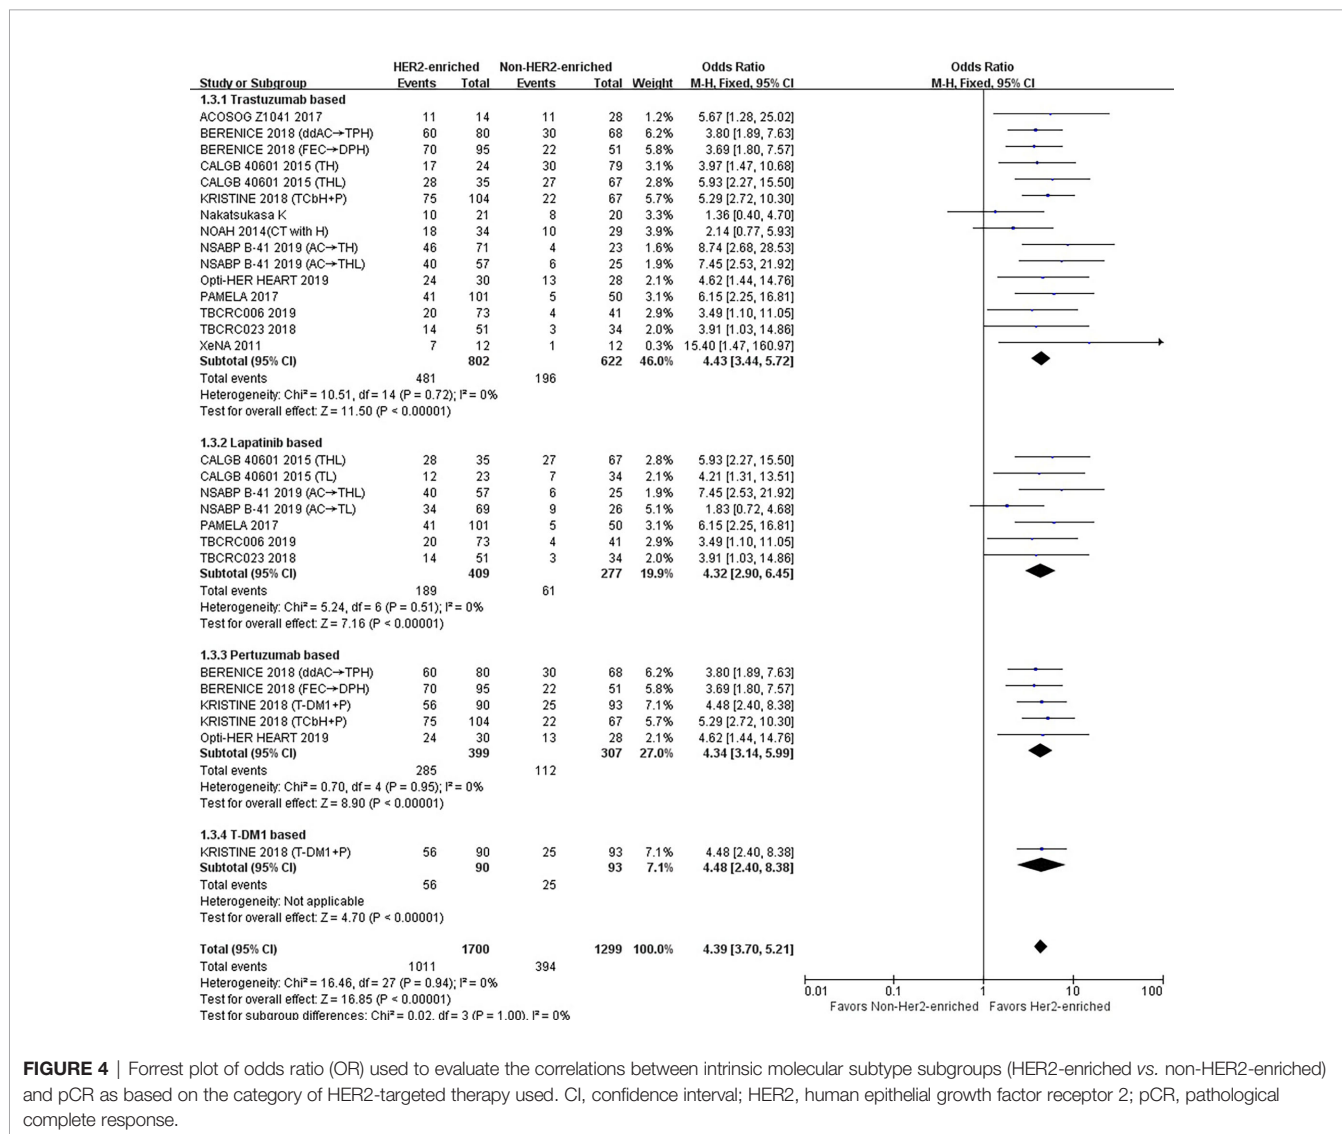 HER2-enriched Non-HER2-enriched Odds Ratio Odds Ratio
Study or Subgroup Events Total Events Total Weight M-H, Fixed, 95% CI M-H, Fixed, 95% CI
1.3.1 Trastuzumab based
ACOSOG Z1041 2017 11 14 11 28 1.2% 5.67 [1.28, 25.02]
BERENICE 2018 (ddAC→TPH) 60 80 30 68 6.2% 3.80 [1.89, 7.63]
BERENICE 2018 (FEC→DPH) 70 95 22 51 5.8% 3.69 [1.80, 7.57]
CALGB 40601 2015 (TH) 17 24 30 79 3.1% 3.97 [1.47, 10.68]
CALGB 40601 2015 (THL) 28 35 27 67 2.8% 5.93 [2.27, 15.50]
KRISTINE 2018 (TCbH+P) 75 104 22 67 5.7% 5.29 [2.72, 10.30]
Nakatsukasa K 10 21 8 20 3.3% 1.36 [0.40, 4.70]
NOAH 2014(CT with H) 18 34 10 29 3.9% 2.14 [0.77, 5.93]
NSABP B-41 2019 (AC→TH) 46 71 4 23 1.6% 8.74 [2.68, 28.53]
NSABP B-41 2019 (AC→THL) 40 57 6 25 1.9% 7.45 [2.53, 21.92]
Opti-HER HEART 2019 24 30 13 28 2.1% 4.62 [1.44, 14.76]
PAMELA 2017 41 101 5 50 3.1% 6.15 [2.25, 16.81]
TBCRC006 2019 20 73 4 41 2.9% 3.49 [1.10, 11.05]
TBCRC023 2018 14 51 3 34 2.0% 3.91 [1.03, 14.86]
XeNA 2011 7 12 1 12 0.3% 15.40 [1.47, 160.97]
Subtotal (95% CI) 802 622 46.0% 4.43 [3.44, 5.72]
Total events 481 196
Heterogeneity: Chi² = 10.51, df = 14 (P = 0.72); I² = 0%
Test for overall effect: Z = 11.50 (P < 0.00001)
1.3.2 Lapatinib based
CALGB 40601 2015 (THL) 28 35 27 67 2.8% 5.93 [2.27, 15.50]
CALGB 40601 2015 (TL) 12 23 7 34 2.1% 4.21 [1.31, 13.51]
NSABP B-41 2019 (AC→THL) 40 57 6 25 1.9% 7.45 [2.53, 21.92]
NSABP B-41 2019 (AC→TL) 34 69 9 26 5.1% 1.83 [0.72, 4.68]
PAMELA 2017 41 101 5 50 3.1% 6.15 [2.25, 16.81]
TBCRC006 2019 20 73 4 41 2.9% 3.49 [1.10, 11.05]
TBCRC023 2018 14 51 3 34 2.0% 3.91 [1.03, 14.86]
Subtotal (95% CI) 409 277 19.9% 4.32 [2.90, 6.45]
Total events 189 61
Heterogeneity: Chi² = 5.24, df = 6 (P = 0.51); I² = 0%
Test for overall effect: Z = 7.16 (P < 0.00001)
1.3.3 Pertuzumab based
BERENICE 2018 (ddAC→TPH) 60 80 30 68 6.2% 3.80 [1.89, 7.63]
BERENICE 2018 (FEC→DPH) 70 95 22 51 5.8% 3.69 [1.80, 7.57]
KRISTINE 2018 (T-DM1+P) 56 90 25 93 7.1% 4.48 [2.40, 8.38]
KRISTINE 2018 (TCbH+P) 75 104 22 67 5.7% 5.29 [2.72, 10.30]
Opti-HER HEART 2019 24 30 13 28 2.1% 4.62 [1.44, 14.76]
Subtotal (95% CI) 399 307 27.0% 4.34 [3.14, 5.99]
Total events 285 112
Heterogeneity: Chi² = 0.70, df = 4 (P = 0.95); I² = 0%
Test for overall effect: Z = 8.90 (P < 0.00001)
1.3.4 T-DM1 based
KRISTINE 2018 (T-DM1+P) 56 90 25 93 7.1% 4.48 [2.40, 8.38]
Subtotal (95% CI) 90 93 7.1% 4.48 [2.40, 8.38]
Total events 56 25
Heterogeneity: Not applicable
Test for overall effect: Z = 4.70 (P < 0.00001)
Total (95% CI) 1700 1299 100.0% 4.39 [3.70, 5.21]
Total events 1011 394
Heterogeneity: Chi² = 16.46, df = 27 (P = 0.94); I² = 0%
Test for overall effect: Z = 16.85 (P < 0.00001)
Test for subgroup differences: Chi² = 0.02, df = 3 (P = 1.00), I² = 0%
0.01 0.1 1 10 100
Favors Non-Her2-enriched Favors Her2-enriched
FIGURE 4 | Forrest plot of odds ratio (OR) used to evaluate the correlations between intrinsic molecular subtype subgroups (HER2-enriched vs. non-HER2-enriched)
and pCR as based on the category of HER2-targeted therapy used. CI, confidence interval; HER2, human epithelial growth factor receptor 2; pCR, pathological
complete response.